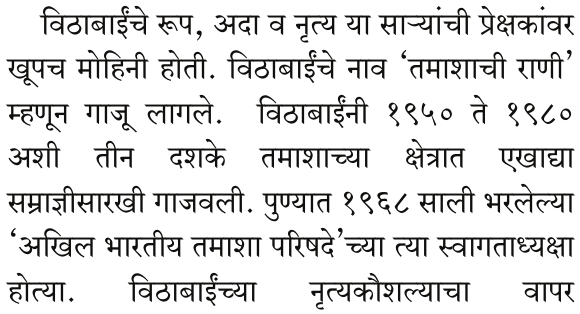 विठाबाईंचे रूप, अदा व नृत्य या साऱ्यांची प्रेक्षकांवर
खूपच मोहिनी होती. विठाबाईंचे नाव ‘तमाशाची राणी’
म्हणून गाजू लागले. विठाबाईंनी १९५० ते १९८०
अशी तीन दशके तमाशाच्या क्षेत्रात एखाद्या
सम्राज्ञीसारखी गाजवली. पुण्यात १९६८ साली भरलेल्या
‘अखिल भारतीय तमाशा परिषदे’च्या त्या स्वागताध्यक्षा
होत्या. विठाबाईंच्या नृत्यकौशल्याचा वापर